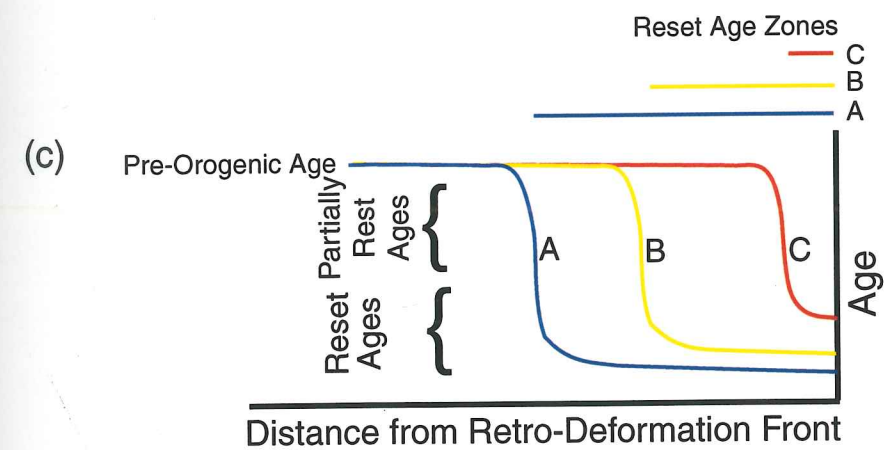 Reset Age Zones
C
B
A
(c)
Pre-Orogenic Age
Partially
Rest
Ages
{
A
B
C
Reset
Ages
{
Age
Distance from Retro-Deformation Front